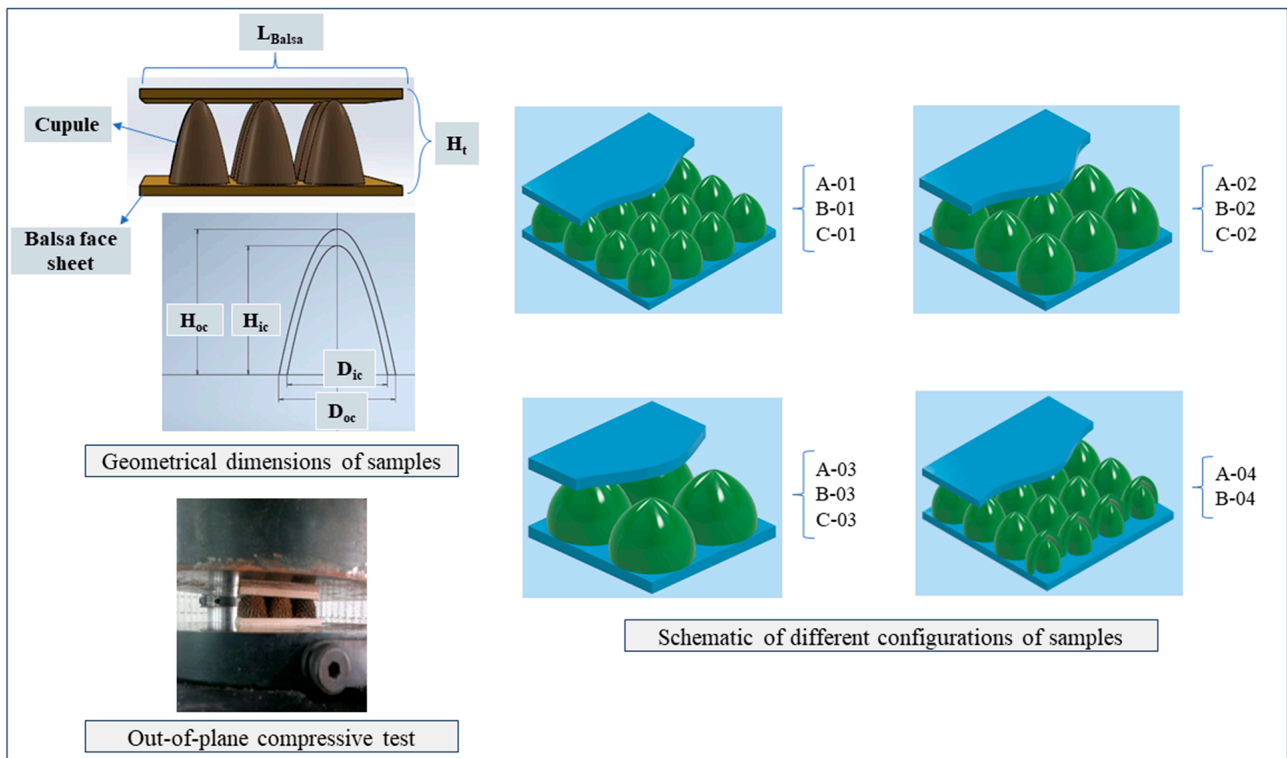 L_Balsa
Cupule
H_t
Balsa face
sheet
H_oc
H_ic
D_ic
D_oc
Geometrical dimensions of samples
Out-of-plane compressive test
A-01
B-01
C-01
A-02
B-02
C-02
A-03
B-03
C-03
A-04
B-04
Schematic of different configurations of samples